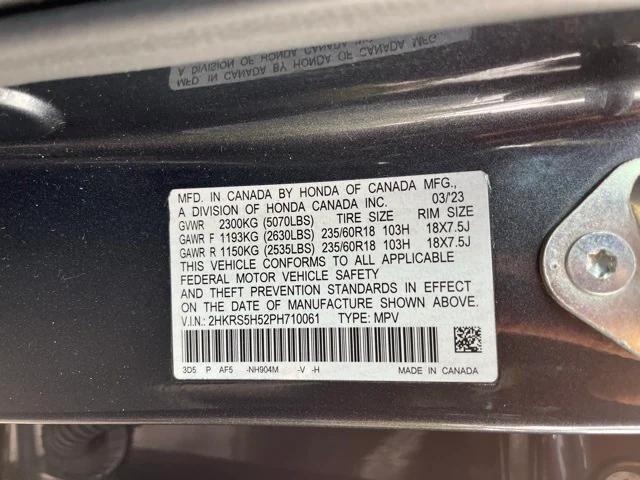 MFD. IN CANADA BY HONDA OF CANADA MFG.,
A DIVISION OF HONDA CANADA INC. 03/'23
GVWR 2300KG (5070LBS) TIRE SIZE RIM SIZE
GAWR F 1193KG (2630LBS) 235/60R18 103H 18X7.5J
GAWR R 1150KG (2535LBS) 235/60R18 103H 18X7.5J
THIS VEHICLE CONFORMS TO ALL APPLICABLE
FEDERAL MOTOR VEHICLE SAFETY
AND THEFT PREVENTION STANDARDS IN EFFECT
ON THE DATE OF MANUFACTURE SHOWN ABOVE.
V.I.N.: 2HKRS5H52PH710061 TYPE: MPV
3D5 P AF5 -NH904M -V -H MADE IN CANADA